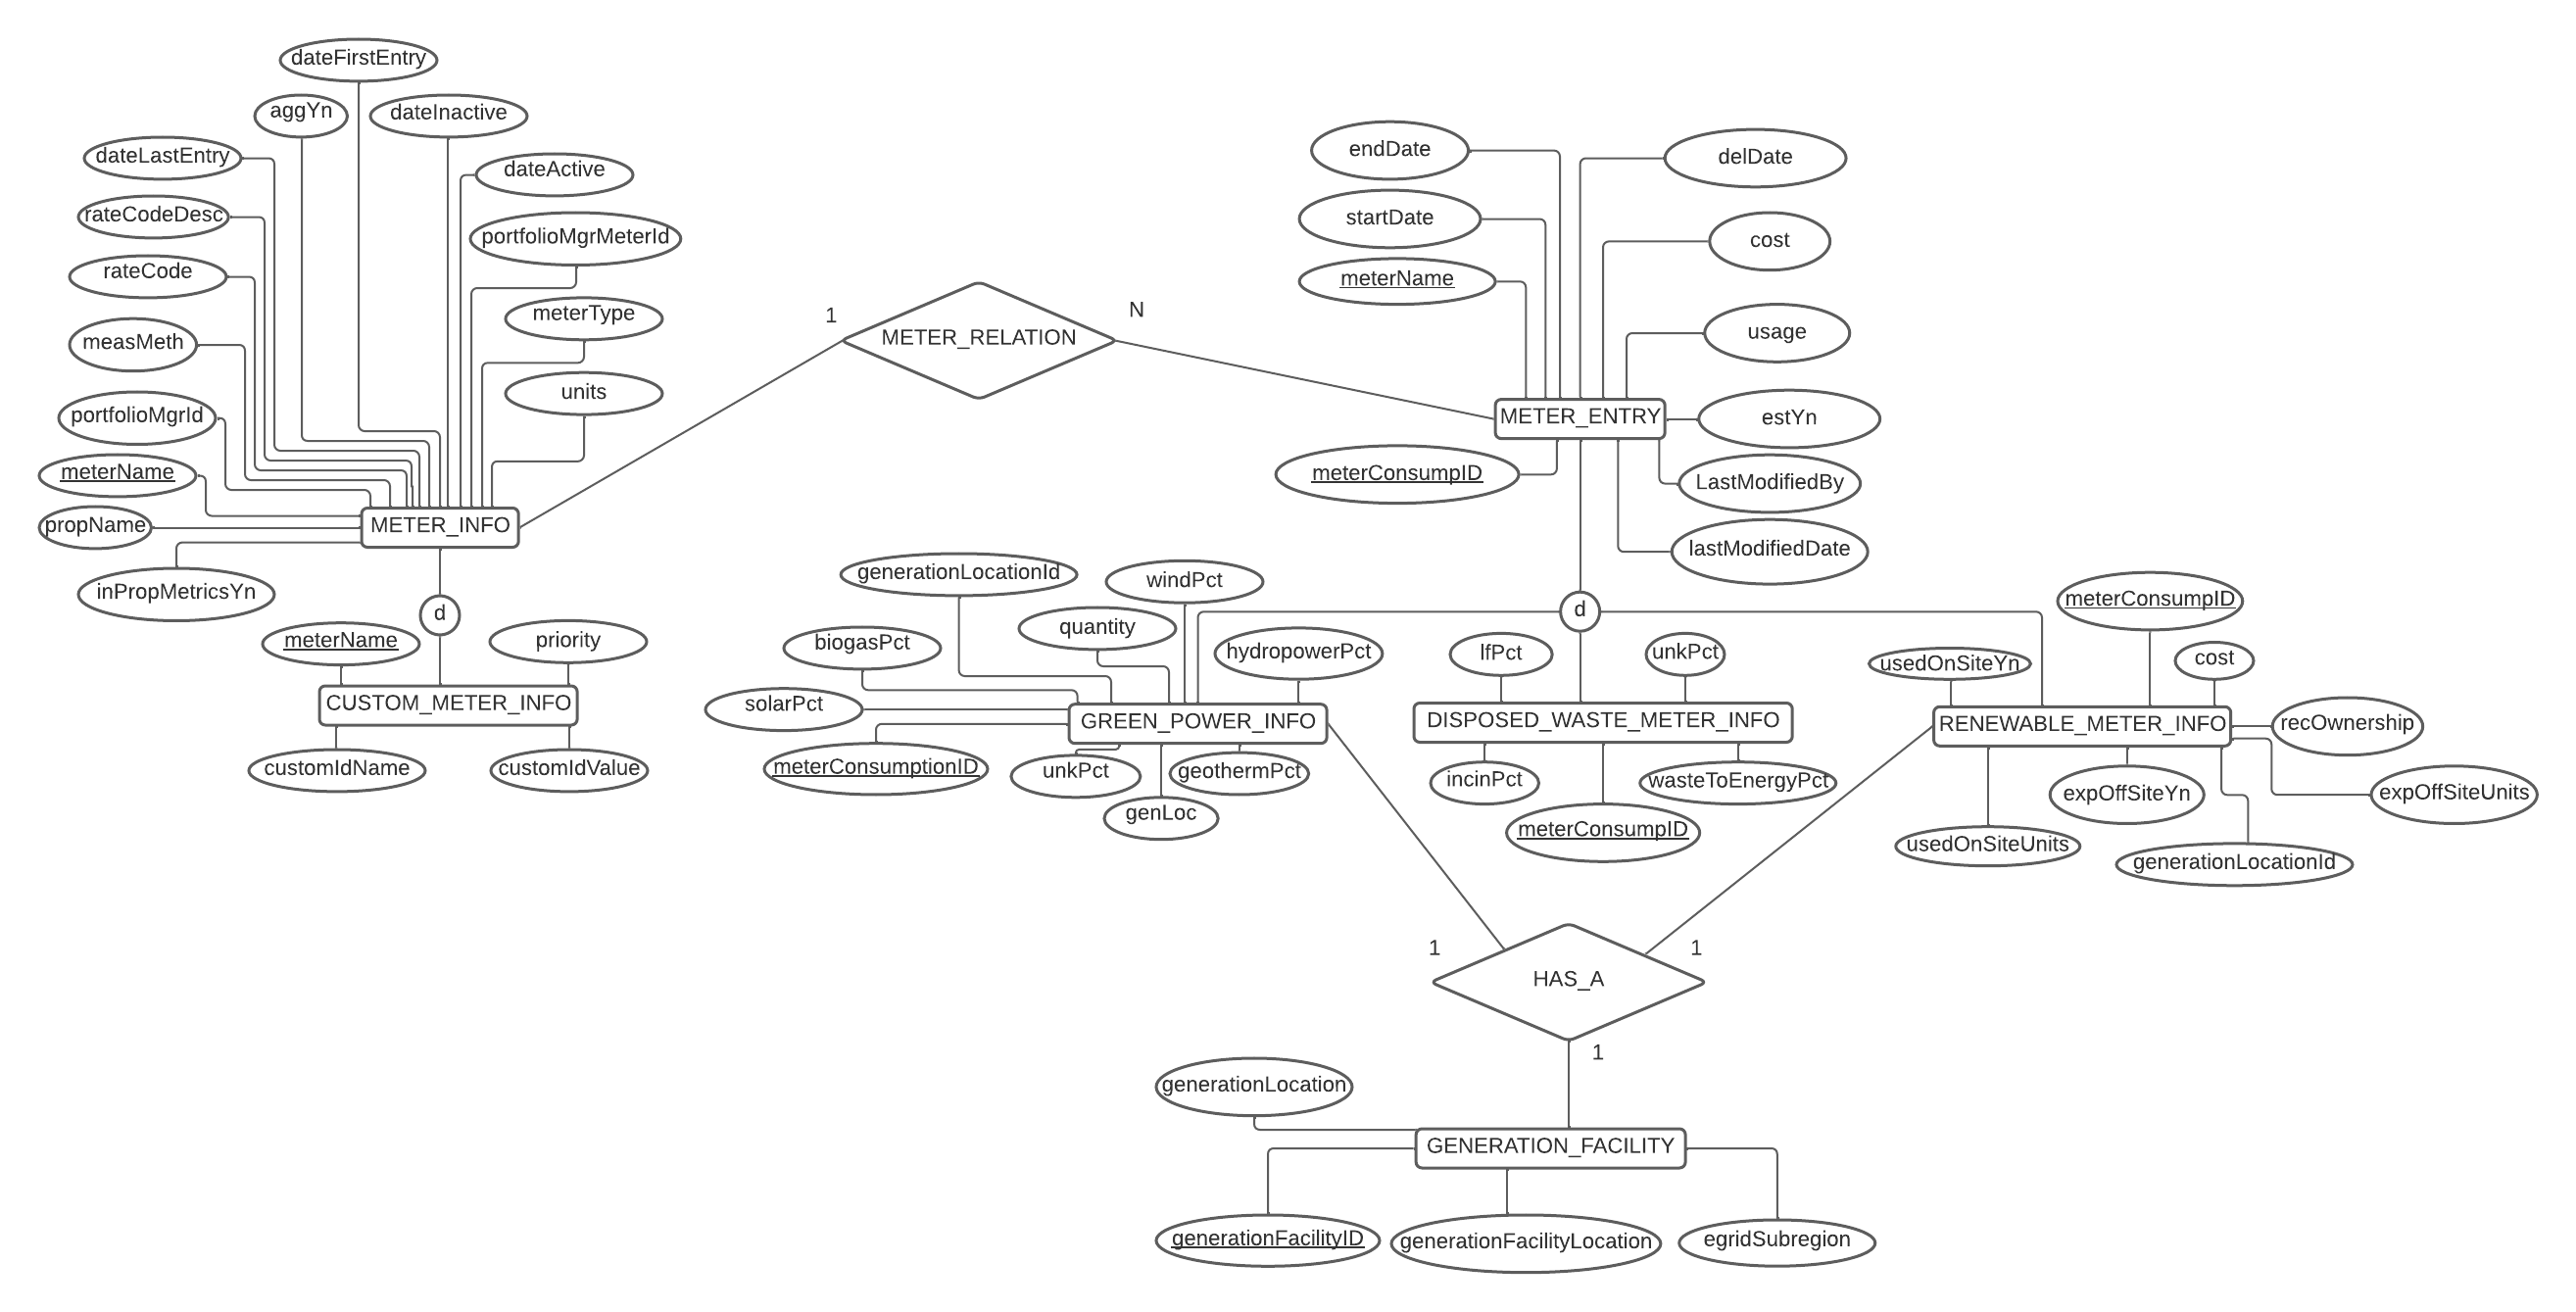 dateFirstEntry
aggYn
dateInactive
dateLastEntry
dateActive
rateCodeDesc
portfolioMgrMeterId
rateCode
meterType
measMeth
units
portfolioMgrId
meterName
propName
METER_INFO
inPropMetricsYn
d
meterName
priority
CUSTOM_METER_INFO
customIdName
customIdValue
1
METER_RELATION
N
endDate
delDate
startDate
cost
meterName
usage
METER_ENTRY
estYn
meterConsumpID
LastModifiedBy
lastModifiedDate
d
generationLocationId
windPct
quantity
biogasPct
hydropowerPct
solarPct
GREEN_POWER_INFO
meterConsumptionID
unkPct
geothermPct
genLoc
lfPct
unkPct
DISPOSED_WASTE_METER_INFO
incinPct
wasteToEnergyPct
meterConsumpID
meterConsumpID
usedOnSiteYn
cost
RENEWABLE_METER_INFO
recOwnership
expOffSiteYn
expOffSiteUnits
usedOnSiteUnits
generationLocationId
1
1
HAS_A
1
generationLocation
GENERATION_FACILITY
generationFacilityID
generationFacilityLocation
egridSubregion